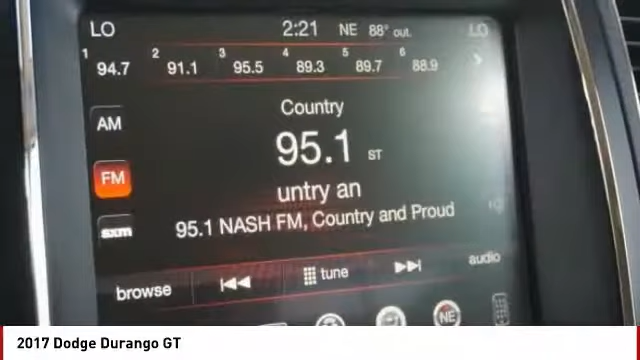 LO 2:21 NE 88° out. LO
1 94.7 2 91.1 3 95.5 4 89.3 5 89.7 6 88.9
Country
AM
95.1 ST
FM
untry an
95.1 NASH FM, Country and Proud
sxm
browse tune audio
NE
2017 Dodge Durango GT